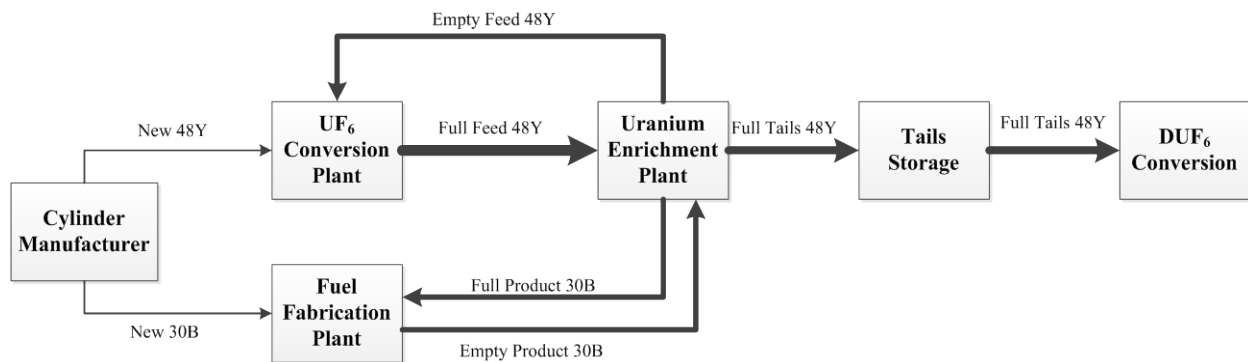 Empty Feed 48Y
New 48Y
UF₆
Conversion
Plant
Full Feed 48Y
Uranium
Enrichment
Plant
Full Tails 48Y
Tails
Storage
Full Tails 48Y
DUF₆
Conversion
Cylinder
Manufacturer
New 30B
Fuel
Fabrication
Plant
Full Product 30B
Empty Product 30B